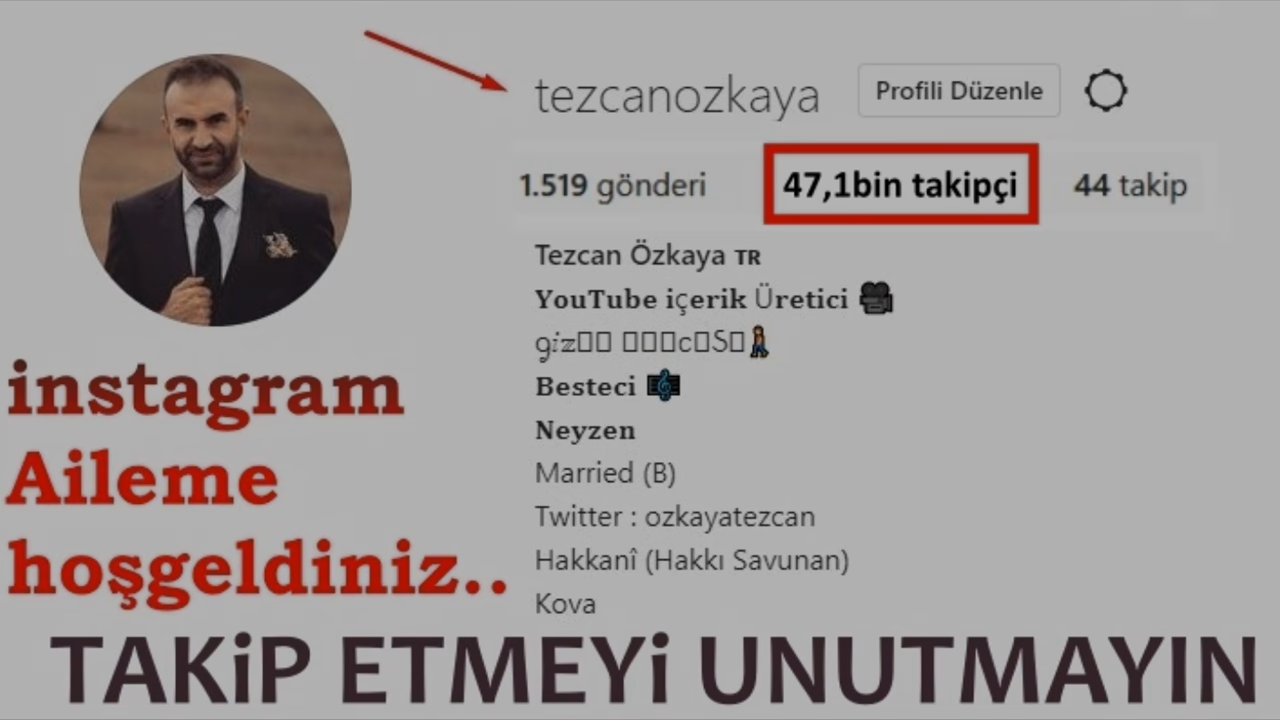 tezcanozkaya Profili Düzenle
1.519 gönderi 47,1bin takipçi 44 takip
Tezcan Özkaya TR
YouTube içerik Üretici
Besteci
Neyzen
Married (B)
Twitter : ozkayatezcan
Hakkanî (Hakkı Savunan)
Kova
instagram
Aileme
hoşgeldiniz..
TAKiP ETMEYi UNUTMAYIN